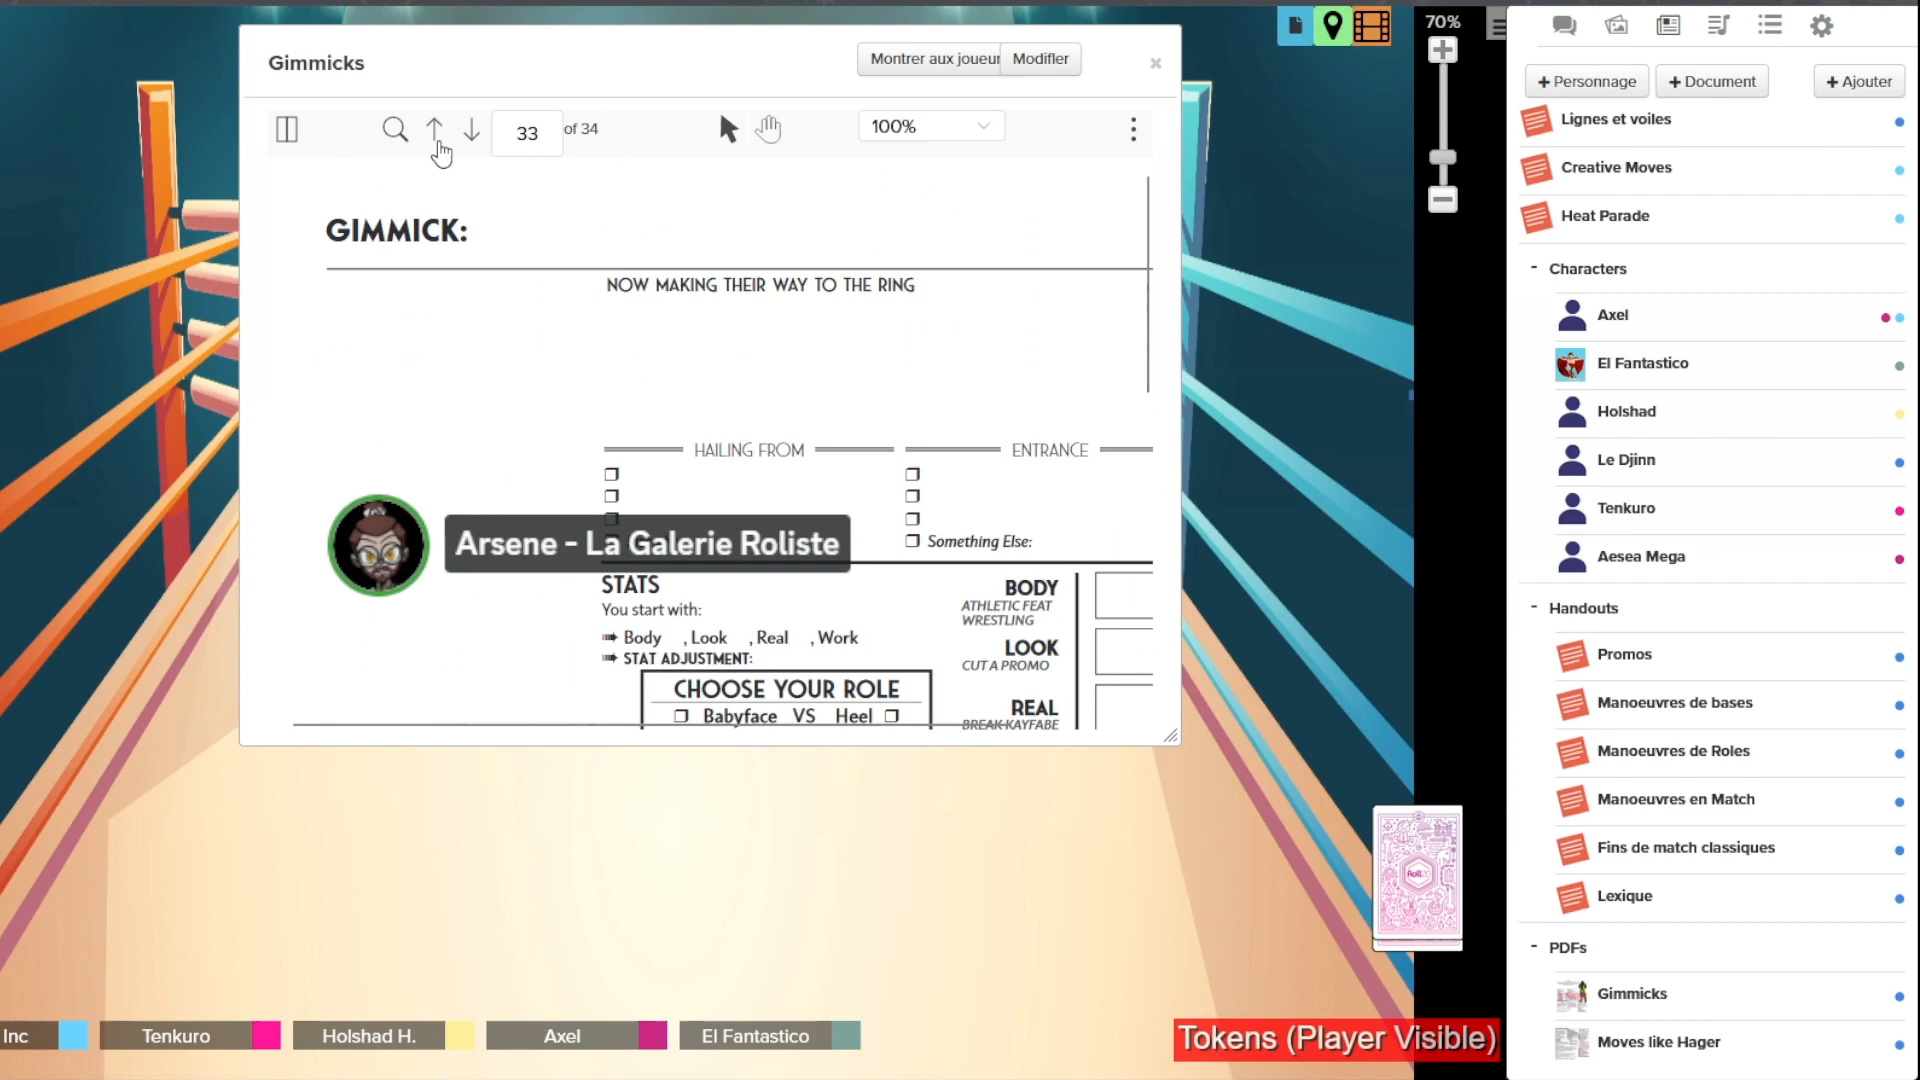 Gimmicks
Montrer aux joueur
Modifier
×
33
of 34
100%
GIMMICK:
NOW MAKING THEIR WAY TO THE RING
HAILING FROM
ENTRANCE
Something Else:
Arsene - La Galerie Roliste
STATS
You start with:
Body , Look , Real , Work
STAT ADJUSTMENT:
CHOOSE YOUR ROLE
Babyface VS Heel
BODY
ATHLETIC FEAT
WRESTLING
LOOK
CUT A PROMO
REAL
BREAK KAYFABE
70%
+ Personnage
+ Document
+ Ajouter
Lignes et voiles
Creative Moves
Heat Parade
- Characters
Axel
El Fantastico
Holshad
Le Djinn
Tenkuro
Aesea Mega
- Handouts
Promos
Manoeuvres de bases
Manoeuvres de Roles
Manoeuvres en Match
Fins de match classiques
Lexique
- PDFs
Gimmicks
Moves like Hager
Roll20
Inc
Tenkuro
Holshad H.
Axel
El Fantastico
Tokens (Player Visible)